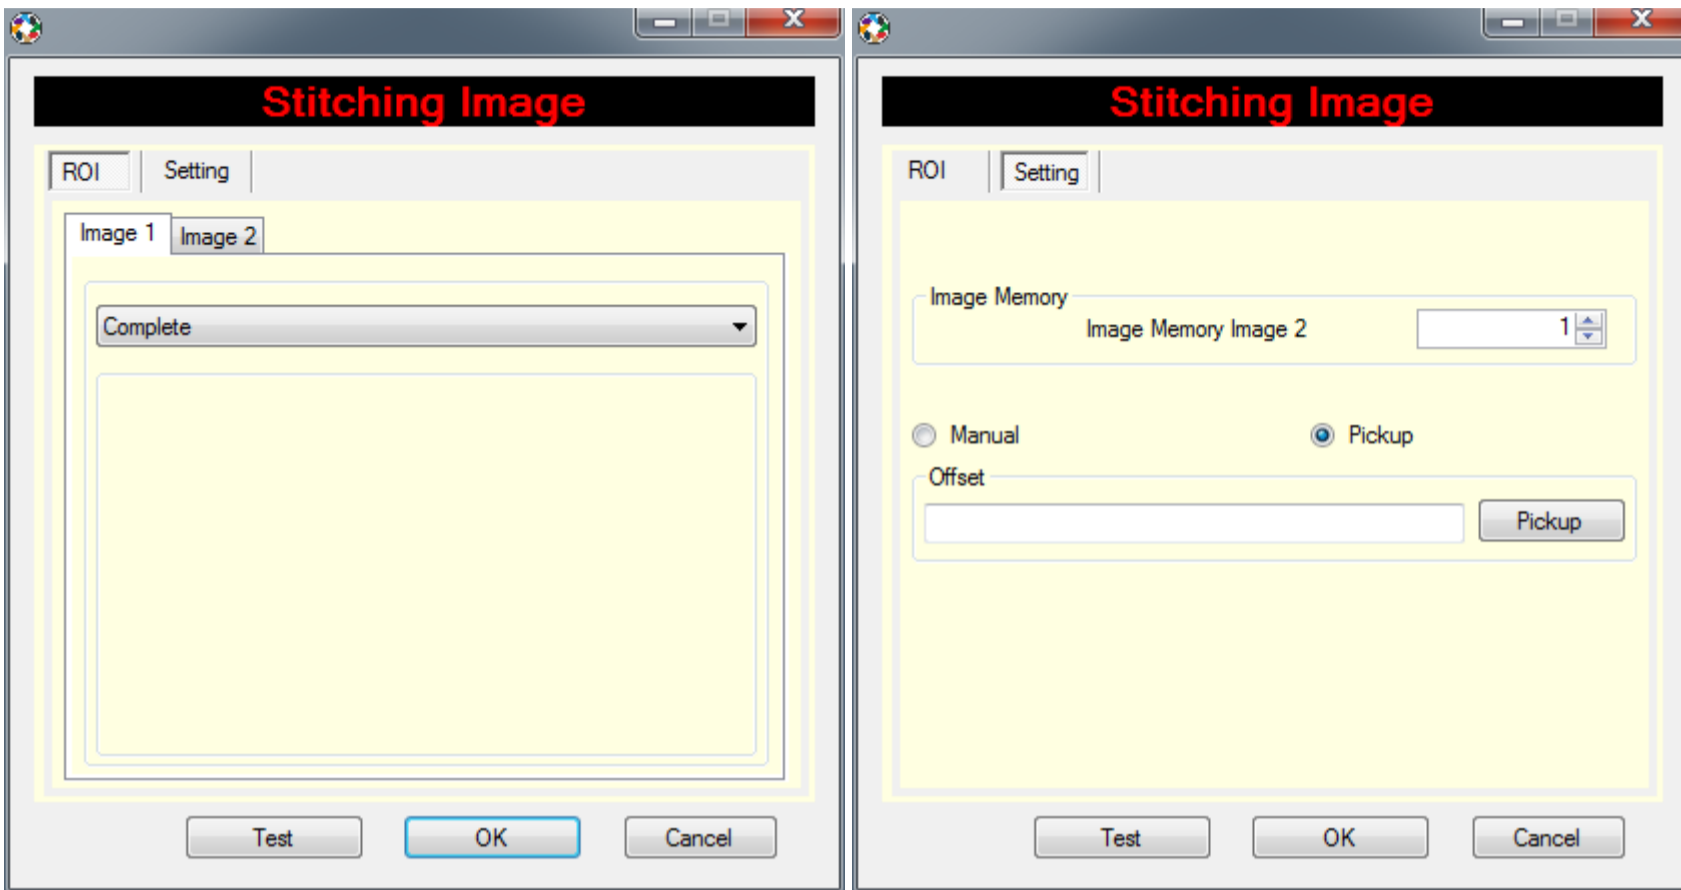 Stitching Image
ROI Setting
Image 1 Image 2
Complete
Test OK Cancel
Stitching Image
ROI Setting
Image Memory
Image Memory Image 2 1
Manual Pickup
Offset
Pickup
Test OK Cancel